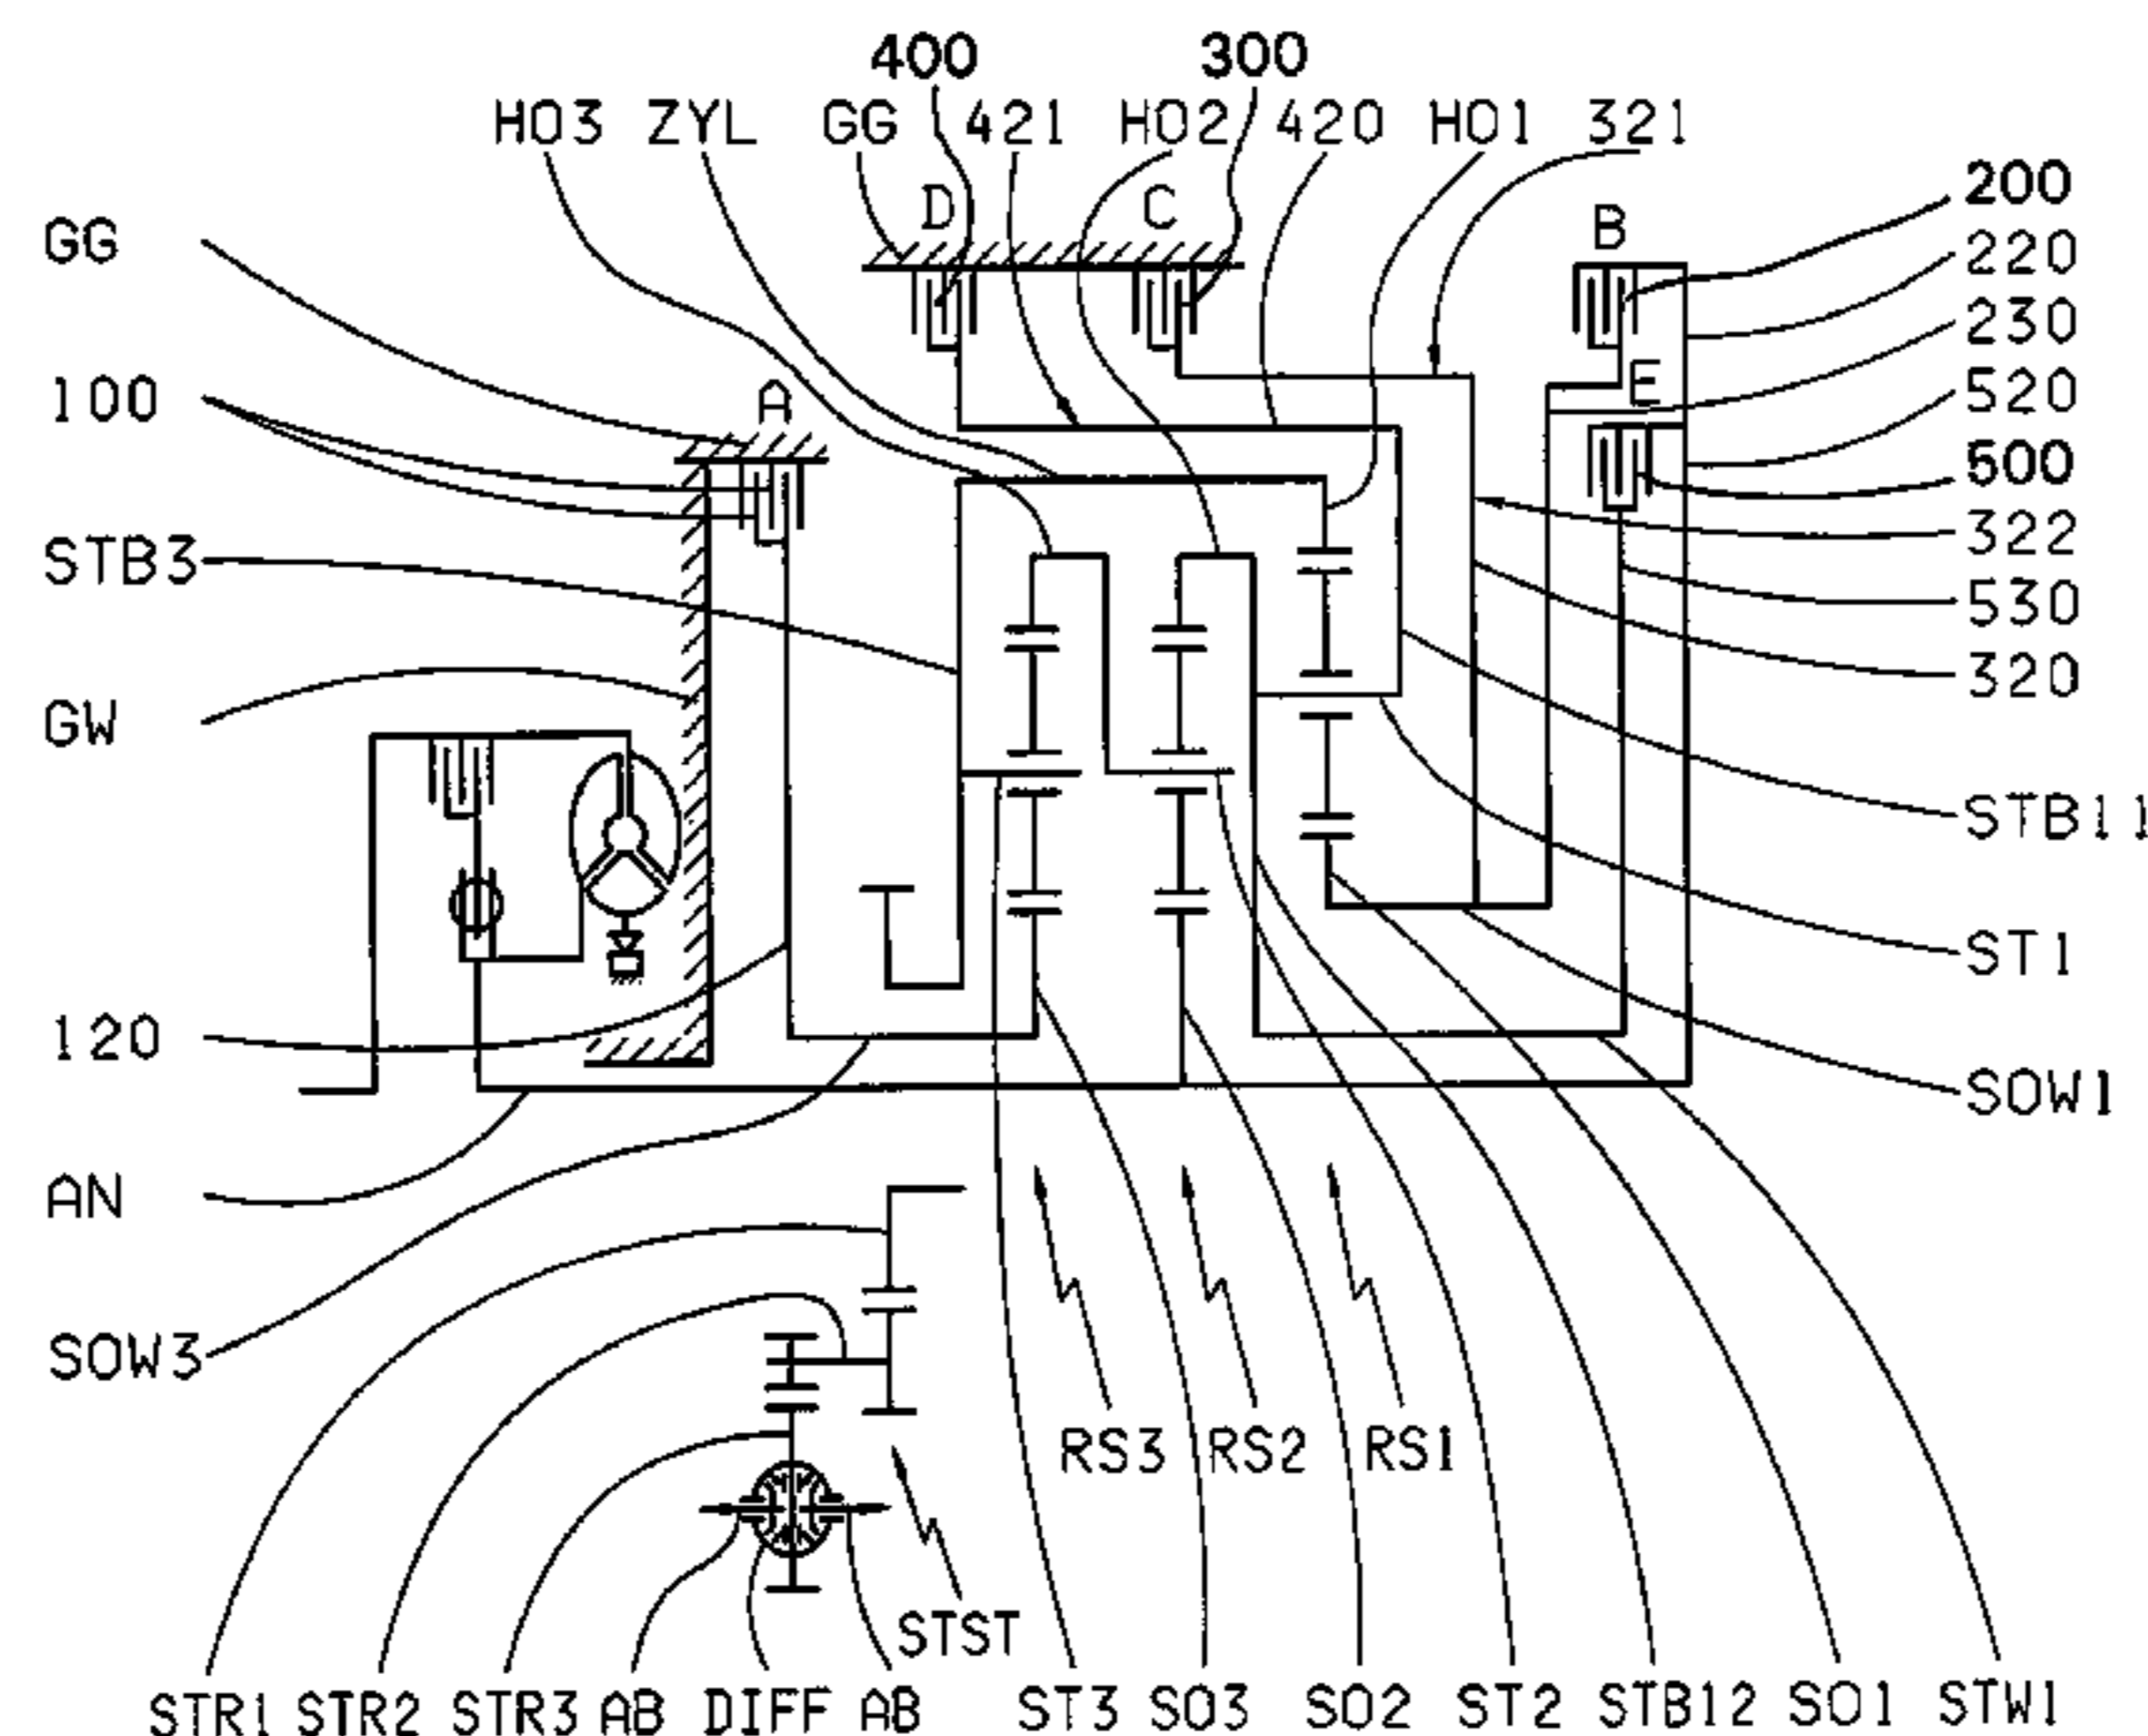 400 300
HO3 ZYL GG 421 HO2 420 HO1 321
D C B 200
GG 220
230
E
100 A 520
500
STB3 322
530
320
GW
STB11
ST1
120
SOW1
AN
SOW3
RS3 RS2 RS1
STST
STR1 STR2 STR3 AB DIFF AB ST3 SO3 SO2 ST2 STB12 SO1 STW1